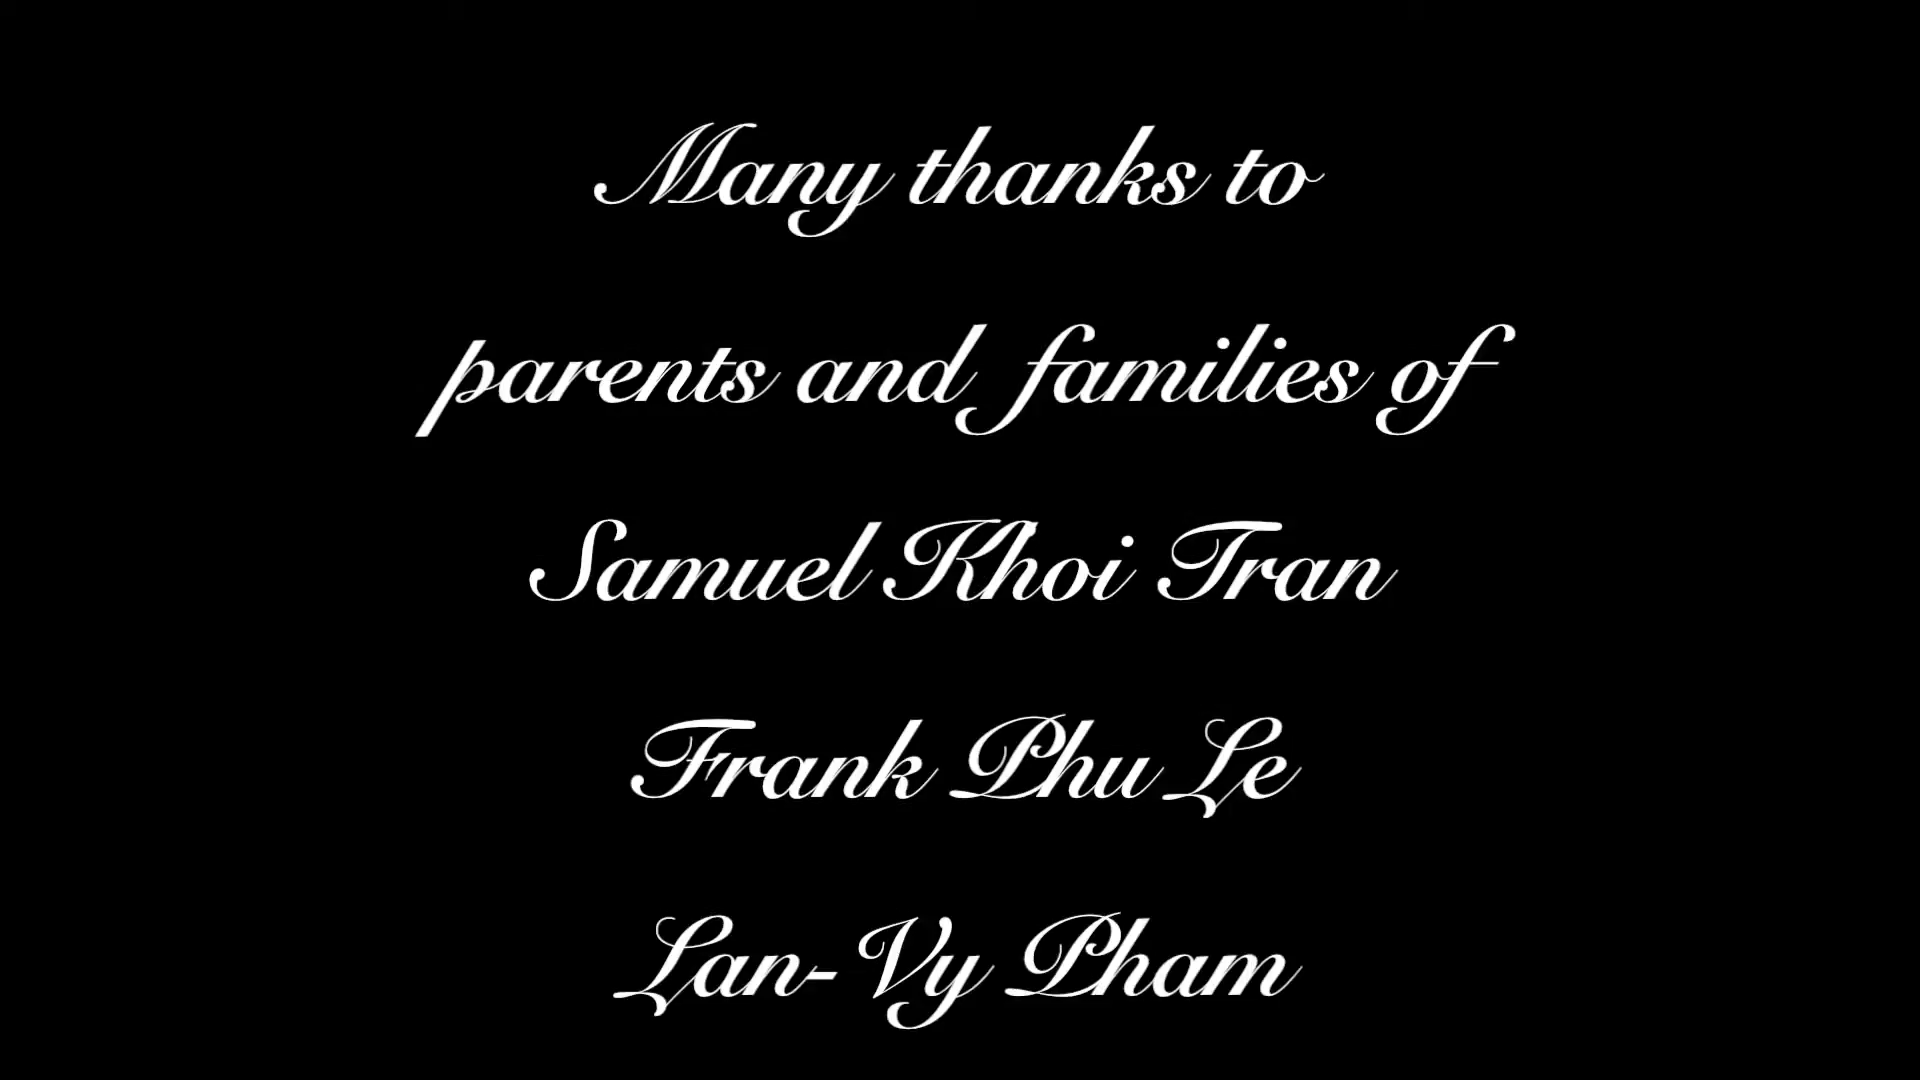 Many thanks to
parents and families of
Samuel Khoi Tran
Frank Phu Le
Lan-Vy Pham